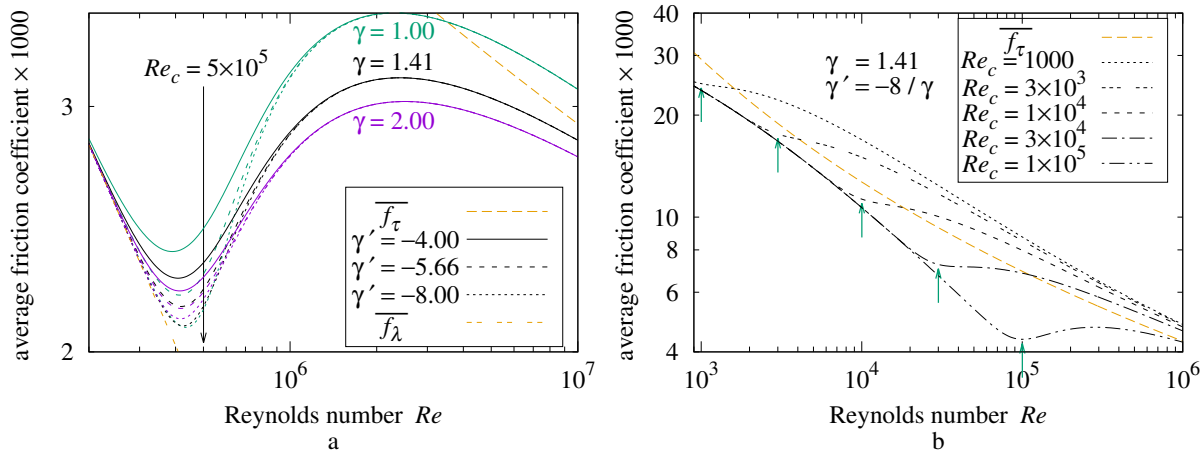 average friction coefficient × 1000
3
2
Re_c = 5×10^5
γ = 1.00
γ = 1.41
γ = 2.00
\overline{f_τ}
γ ′ = −4.00
γ ′ = −5.66
γ ′ = −8.00
\overline{f_λ}
10^6
10^7
Reynolds number Re
a
average friction coefficient × 1000
40
30
20
10
8
6
4
γ = 1.41
γ ′ = −8 / γ
\overline{f_τ}
Re_c = 1000
Re_c = 3×10^3
Re_c = 1×10^4
Re_c = 3×10^4
Re_c = 1×10^5
10^3
10^4
10^5
10^6
Reynolds number Re
b